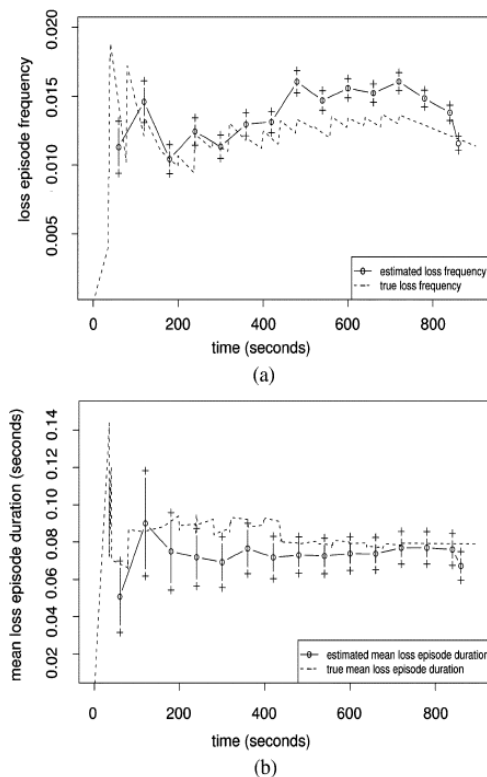 0.020
0.015
0.010
0.005
loss episode frequency
estimated loss frequency
true loss frequency
0 200 400 600 800
time (seconds)
(a)
0.14
0.12
0.10
0.08
0.06
0.04
0.02
mean loss episode duration (seconds)
estimated mean loss episode duration
true mean loss episode duration
0 200 400 600 800
time (seconds)
(b)